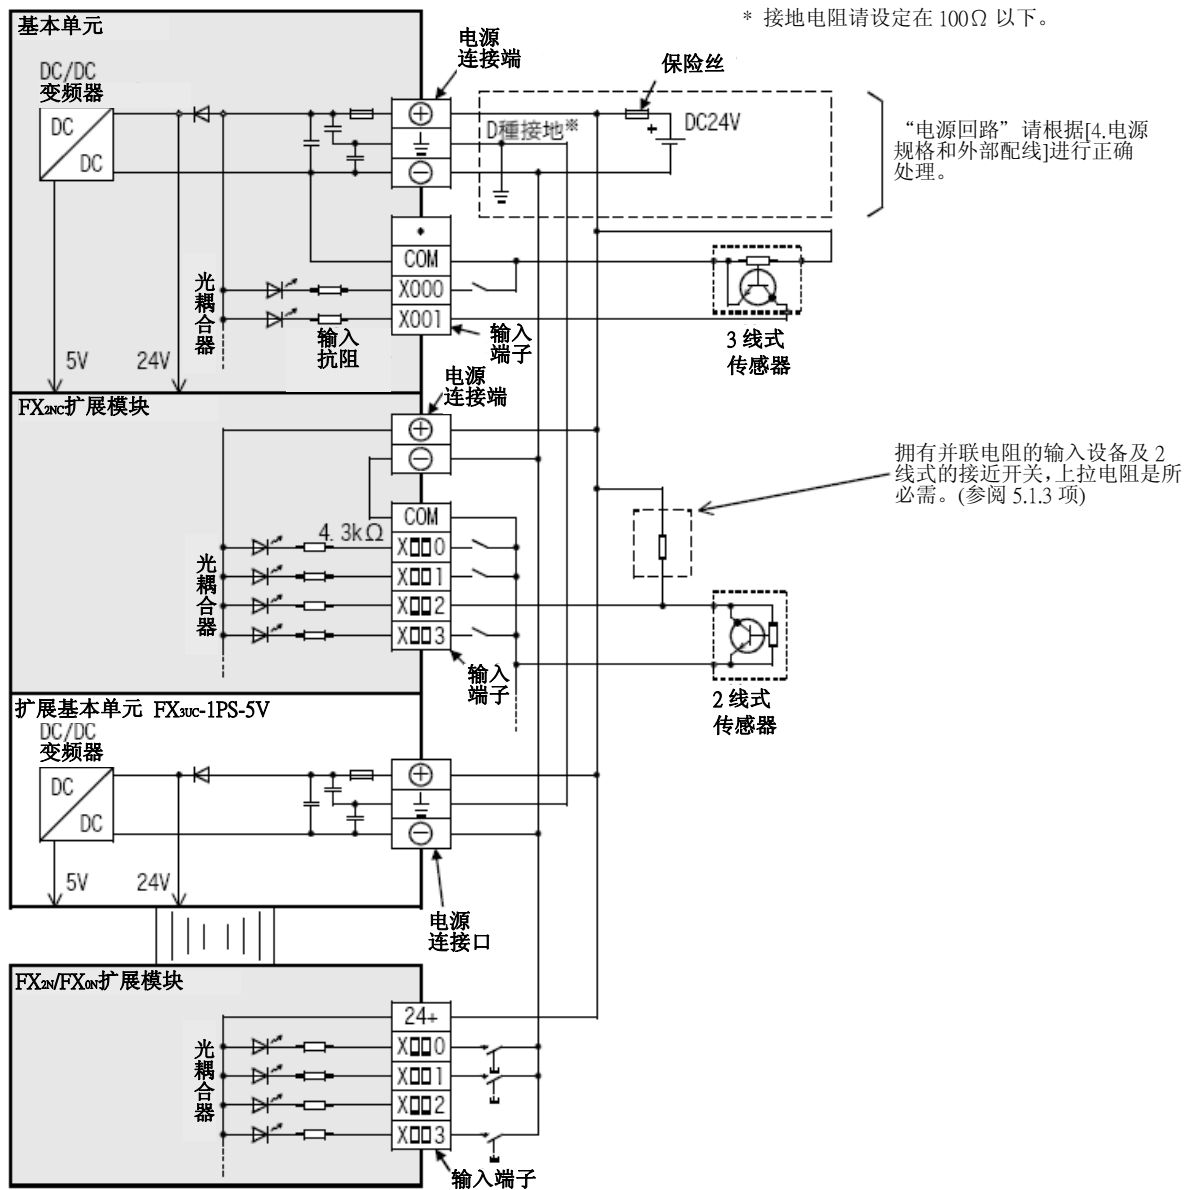 * 接地电阻请设定在 100Ω 以下。
基本单元
DC/DC
变频器
DC
DC
电源
连接端
保险丝
D種接地※
DC24V
“电源回路”请根据[4.电源
规格和外部配线]进行正确
处理。
COM
X000
X001
光耦合器
输入
抗阻
输入
端子
3 线式
传感器
5V
24V
电源
连接端
FX2NC扩展模块
COM
4. 3kΩ
X□□0
X□□1
X□□2
X□□3
光耦合器
拥有并联电阻的输入设备及 2
线式的接近开关，上拉电阻是所
必需。(参阅 5.1.3 项)
输入
端子
2 线式
传感器
扩展基本单元 FX3UC-1PS-5V
DC/DC
变频器
DC
DC
5V
24V
电源
连接口
FX2N/FX0N扩展模块
24+
X□□0
X□□1
X□□2
X□□3
光耦合器
输入端子